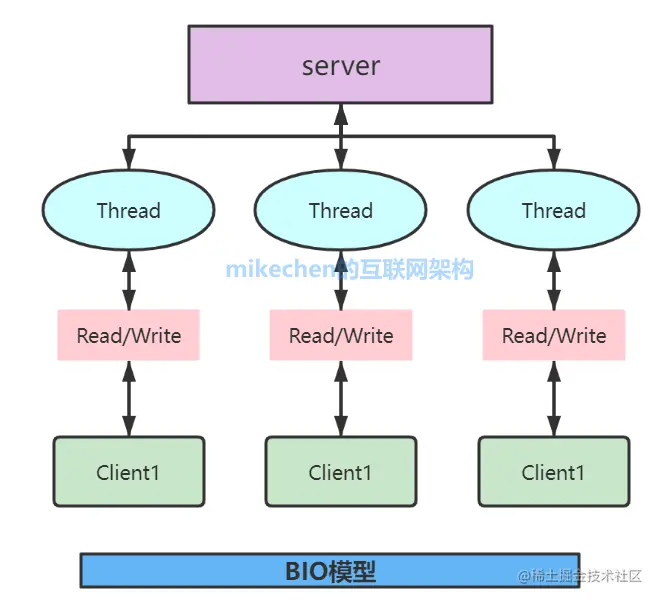 server
Thread Thread Thread
mikechen的互联网架构
Read/Write Read/Write Read/Write
Client1 Client1 Client1
BIO模型
@稀土掘金技术社区